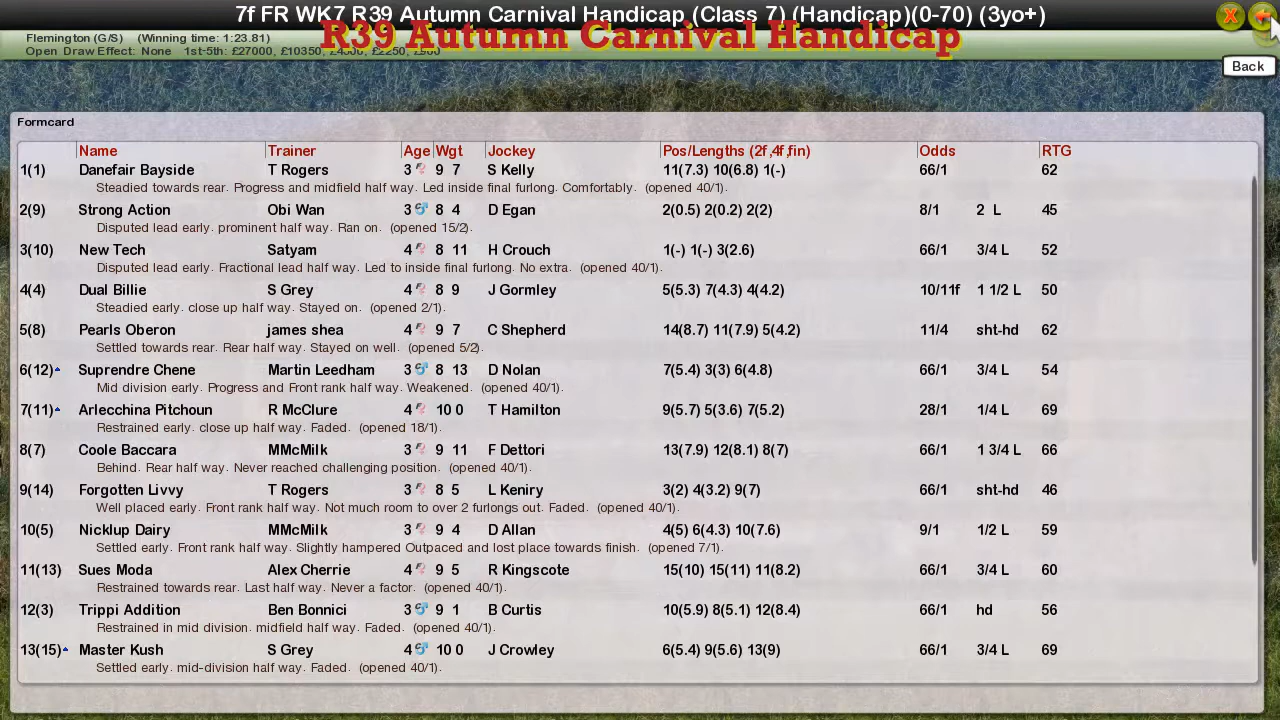 7f FR WK7 R39 Autumn Carnival Handicap (Class 7) (Handicap)(0-70) (3yo+)
R39 Autumn Carnival Handicap
Flemington (G/S) (Winning time: 1:23.81)
Open Draw Effect: None 1st-5th: £27000, £10350, £4500, £2250, £900
Back
Formcard
Name Trainer Age Wgt Jockey Pos/Lengths (2f,4f,fin) Odds RTG
1(1) Danefair Bayside T Rogers 3 9 7 S Kelly 11(7.3) 10(6.8) 1(-) 66/1 62
Steadied towards rear. Progress and midfield half way. Led inside final furlong. Comfortably. (opened 40/1).
2(9) Strong Action Obi Wan 3 8 4 D Egan 2(0.5) 2(0.2) 2(2) 8/1 2 L 45
Disputed lead early. prominent half way. Ran on. (opened 15/2).
3(10) New Tech Satyam 4 8 11 H Crouch 1(-) 1(-) 3(2.6) 66/1 3/4 L 52
Disputed lead early. Fractional lead half way. Led to inside final furlong. No extra. (opened 40/1).
4(4) Dual Billie S Grey 4 8 9 J Gormley 5(5.3) 7(4.3) 4(4.2) 10/11f 1 1/2 L 50
Steadied early. close up half way. Stayed on. (opened 2/1).
5(8) Pearls Oberon james shea 4 9 7 C Shepherd 14(8.7) 11(7.9) 5(4.2) 11/4 sht-hd 62
Settled towards rear. Rear half way. Stayed on well. (opened 5/2).
6(12) Suprendre Chene Martin Leedham 3 8 13 D Nolan 7(5.4) 3(3) 6(4.8) 66/1 3/4 L 54
Mid division early. Progress and Front rank half way. Weakened. (opened 40/1).
7(11) Arlecchina Pitchoun R McClure 4 10 0 T Hamilton 9(5.7) 5(3.6) 7(5.2) 28/1 1/4 L 69
Restrained early. close up half way. Faded. (opened 18/1).
8(7) Coole Baccara MMcMilk 3 9 11 F Dettori 13(7.9) 12(8.1) 8(7) 66/1 1 3/4 L 66
Behind. Rear half way. Never reached challenging position. (opened 40/1).
9(14) Forgotten Livvy T Rogers 3 8 5 L Keniry 3(2) 4(3.2) 9(7) 66/1 sht-hd 46
Well placed early. Front rank half way. Not much room to over 2 furlongs out. Faded. (opened 40/1).
10(5) Nicklup Dairy MMcMilk 3 9 4 D Allan 4(5) 6(4.3) 10(7.6) 9/1 1/2 L 59
Settled early. Front rank half way. Slightly hampered Outpaced and lost place towards finish. (opened 7/1).
11(13) Sues Moda Alex Cherrie 4 9 5 R Kingscote 15(10) 15(11) 11(8.2) 66/1 3/4 L 60
Restrained towards rear. Last half way. Never a factor. (opened 40/1).
12(3) Trippi Addition Ben Bonnici 3 9 1 B Curtis 10(5.9) 8(5.1) 12(8.4) 66/1 hd 56
Restrained in mid division. midfield half way. Faded. (opened 40/1).
13(15) Master Kush S Grey 4 10 0 J Crowley 6(5.4) 9(5.6) 13(9) 66/1 3/4 L 69
Settled early. mid-division half way. Faded. (opened 40/1).